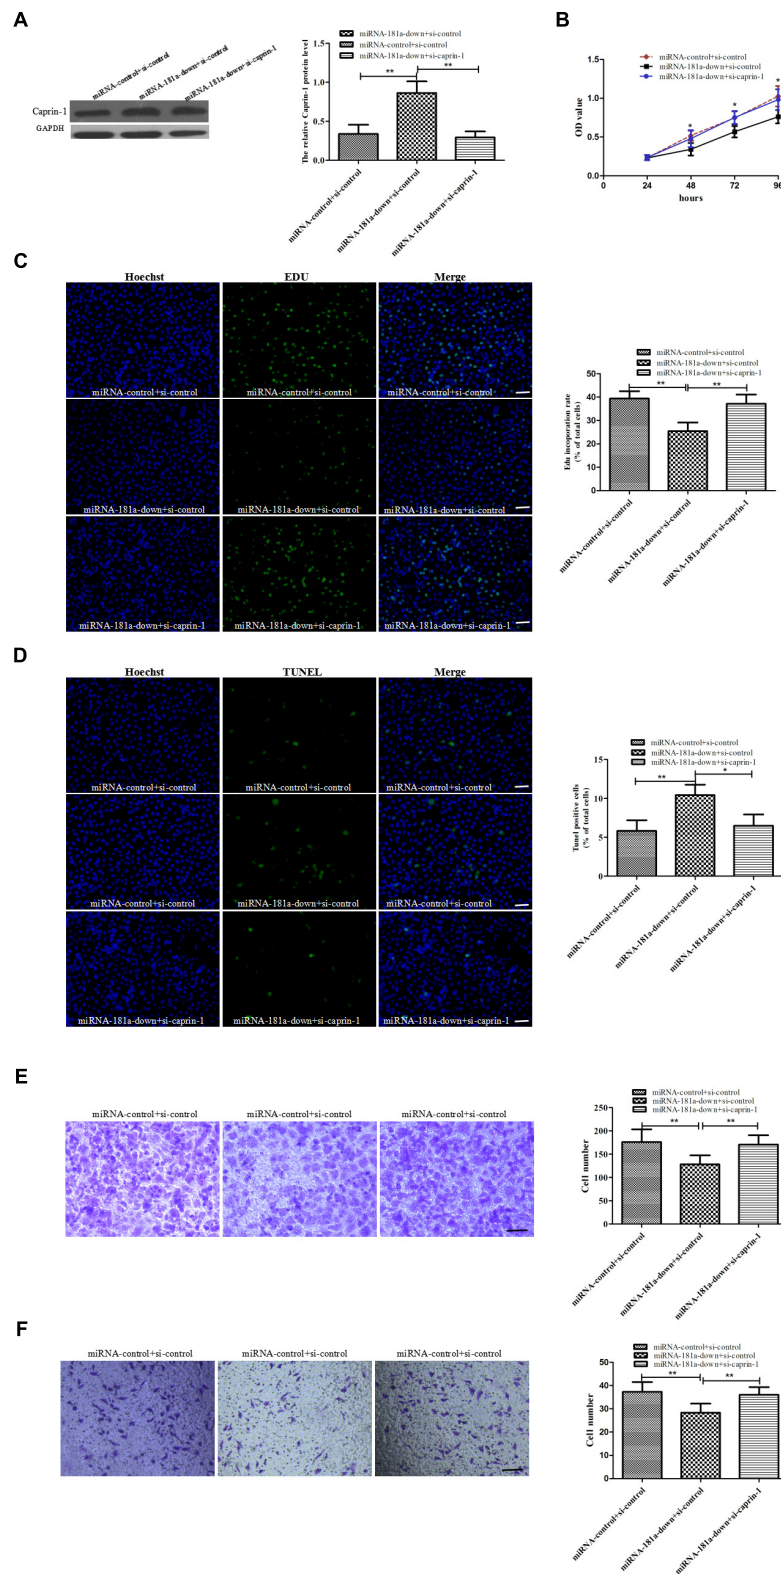 A
miRNA-control+si-control
miRNA-181a-down+si-control
miRNA-181a-down+si-caprin-1
Caprin-1
GAPDH
miRNA-181a-down+si-control
miRNA-control+si-control
miRNA-181a-down+si-caprin-1
The relative Caprin-1 protein level
1.5
1.0
0.5
0.0
** **
miRNA-control+si-control
miRNA-181a-down+si-control
miRNA-181a-down+si-caprin-1
B
miRNA-control+si-control
miRNA-181a-down+si-control
miRNA-181a-down+si-caprin-1
OD value
1.5
1.0
0.5
0.0
* * *
0 24 48 72 96
hours
C
Hoechst EDU Merge
miRNA-control+si-control miRNA-control+si-control miRNA-control+si-control
miRNA-181a-down+si-control miRNA-181a-down+si-control miRNA-181a-down+si-control
miRNA-181a-down+si-caprin-1 miRNA-181a-down+si-caprin-1 miRNA-181a-down+si-caprin-1
miRNA-control+si-control
miRNA-181a-down+si-control
miRNA-181a-down+si-caprin-1
Edu incoporation rate
(% of total cells)
50
40
30
20
10
0
** **
miRNA-control+si-control
miRNA-181a-down+si-control
miRNA-181a-down+si-caprin-1
D
Hoechst TUNEL Merge
miRNA-control+si-control miRNA-control+si-control miRNA-control+si-control
miRNA-control+si-control miRNA-181a-down+si-control miRNA-control+si-control
miRNA-181a-down+si-caprin-1 miRNA-181a-down+si-caprin-1 miRNA-181a-down+si-caprin-1
miRNA-control+si-control
miRNA-181a-down+si-control
miRNA-181a-down+si-caprin-1
Tunel positive cells
(% of total cells)
15
10
5
0
** *
miRNA-control+si-control
miRNA-181a-down+si-control
miRNA-181a-down+si-caprin-1
E
miRNA-control+si-control miRNA-control+si-control miRNA-control+si-control
miRNA-control+si-control
miRNA-181a-down+si-control
miRNA-181a-down+si-caprin-1
Cell number
250
200
150
100
50
0
** **
miRNA-control+si-control
miRNA-181a-down+si-control
miRNA-181a-down+si-caprin-1
F
miRNA-control+si-control miRNA-control+si-control miRNA-control+si-control
miRNA-control+si-control
miRNA-181a-down+si-control
miRNA-181a-down+si-caprin-1
Cell number
50
40
30
20
10
0
** **
miRNA-control+si-control
miRNA-181a-down+si-control
miRNA-181a-down+si-caprin-1